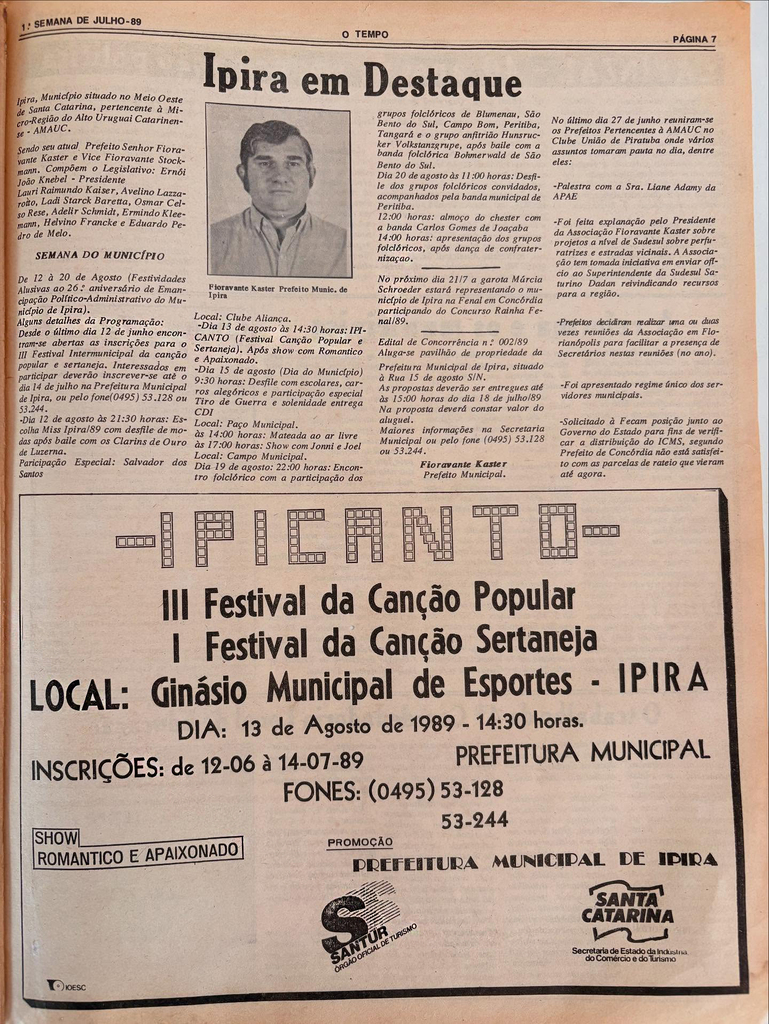 1.ª SEMANA DE JULHO-89
O TEMPO
PÁGINA 7
Ipira em Destaque
Ipira, Município situado no Meio Oeste
de Santa Catarina, pertencente à Mi-
cro-Região do Alto Uruguai Catarinen-
se - AMAUC.
Sendo seu atual Prefeito Senhor Fiora-
vante Kaster e Vice Fioravante Stock-
mann. Compõem o Legislativo: Ernói
João Knebel - Presidente
Lauri Raimundo Kaiser, Avelino Lazza-
rotto, Ladi Starck Baretta, Osmar Cel-
so Rese, Adelir Schmidt, Ermindo Klee-
mann, Helvino Francke e Eduardo Pe-
dro de Melo.
SEMANA DO MUNICÍPIO
De 12 à 20 de Agosto (Festividades
Alusivas ao 26.º aniversário de Eman-
cipação Político-Administrativo do Mu-
nicípio de Ipira).
Alguns detalhes da Programação:
Desde o último dia 12 de junho encon-
tram-se abertas as inscrições para o
III Festival Intermunicipal da canção
popular e sertaneja. Interessados em
participar deverão inscrever-se até o
dia 14 de julho na Prefeitura Municipal
de Ipira, ou pelo fone(0495) 53.128 ou
53.244.
-Dia 12 de agosto às 21:30 horas: Es-
colha Miss Ipira/89 com desfile de mo-
das após baile com os Clarins de Ouro
de Luzerna.
Paricipação Especial: Salvador dos
Santos
Fioravante Kaster Prefeito Munic. de
Ipira
Local: Clube Aliança.
-Dia 13 de agosto às 14:30 horas: IPI-
CANTO (Festival Canção Popular e
Sertaneja). Após show com Romantico
e Apaixonado.
-Dia 15 de agosto (Dia do Município)
9:30 horas: Desfile com escolares, car-
ros alegóricos e participação especial
Tiro de Guerra e solenidade entrega
CDI
Local: Paço Municipal.
às 14:00 horas: Mateada ao ar livre
às 17:00 horas: Show com Jonni e Joel
Local: Campo Municipal.
Dia 19 de agosto: 22:00 horas: Encon-
tro folclórico com a participação dos
grupos folclóricos de Blumenau, São
Bento do Sul, Campo Bom, Peritiba,
Tangará e o grupo anfitrião Hunsruc-
ker Volkstanzgrupe, após baile com a
banda folclórica Bohmerwald de São
Bento do Sul.
Dia 20 de agosto às 11:00 horas: Desfi-
le dos grupos folclóricos convidados,
acompanhados pela banda municipal de
Peritiba.
12:00 horas: almoço do chester com
a banda Carlos Gomes de Joaçaba
14:00 horas: apresentação dos grupos
folclóricos, após dança de confrater-
nizaçao.
No próximo dia 21/7 a garota Márcia
Schroeder estará representando o mu-
nicípio de Ipira na Fenal em Concórdia
participando do Concurso Rainha Fe-
nal/89.
Edital de Concorrência n.º 002/89
Aluga-se pavilhão de propriedade da
Prefeitura Municipal de Ipira, situado
à Rua 15 de agosto S/N.
As propostas deverão ser entregues até
às 15:00 horas do dia 18 de julho/89
Na proposta deverá constar valor do
aluguel.
Maiores informações na Secretaria
Municipal ou pelo fone (0495) 53.128
ou 53.244.
Fioravante Kaster
Prefeito Municipal.
No último dia 27 de junho reuniram-se
os Prefeitos Pertencentes à AMAUC no
Clube União de Piratuba onde vários
assuntos tomaram pauta no dia, dentre
eles:
-Palestra com a Sra. Liane Adamy da
APAE
-Foi feita explanação pelo Presidente
da Associação Fioravante Kaster sobre
projetos a nível de Sudesul sobre perfu-
ratrizes e estradas vicinais. A Associa-
ção tem tomada iniciativa em enviar ofí-
cio ao Superintendente da Sudesul Sa-
turino Dadan reivindicando recursos
para a região.
-Prefeitos decidiram realizar uma ou duas
vezes reuniões da Associação em Flo-
rianópolis para facilitar a presença de
Secretários nestas reuniões (no ano).
-Foi apresentado regime único dos ser-
vidores municipais.
-Solicitado à Fecam posição junto ao
Governo do Estado para fins de verifi-
car a distribuição do ICMS, segundo
Prefeito de Concórdia não está satisfei-
to com as parcelas de rateio que vieram
até agora.
-IPICANTO-
III Festival da Canção Popular
I Festival da Canção Sertaneja
LOCAL: Ginásio Municipal de Esportes - IPIRA
DIA: 13 de Agosto de 1989 - 14:30 horas.
INSCRIÇÕES: de 12-06 à 14-07-89
PREFEITURA MUNICIPAL
FONES: (0495) 53-128
53-244
SHOW
ROMANTICO E APAIXONADO
PROMOÇÃO
PREFEITURA MUNICIPAL DE IPIRA
SANTUR
ÓRGÃO OFICIAL DE TURISMO
SANTA
CATARINA
Secretaria de Estado da Indústria,
do Comércio e do Turismo
IOESC